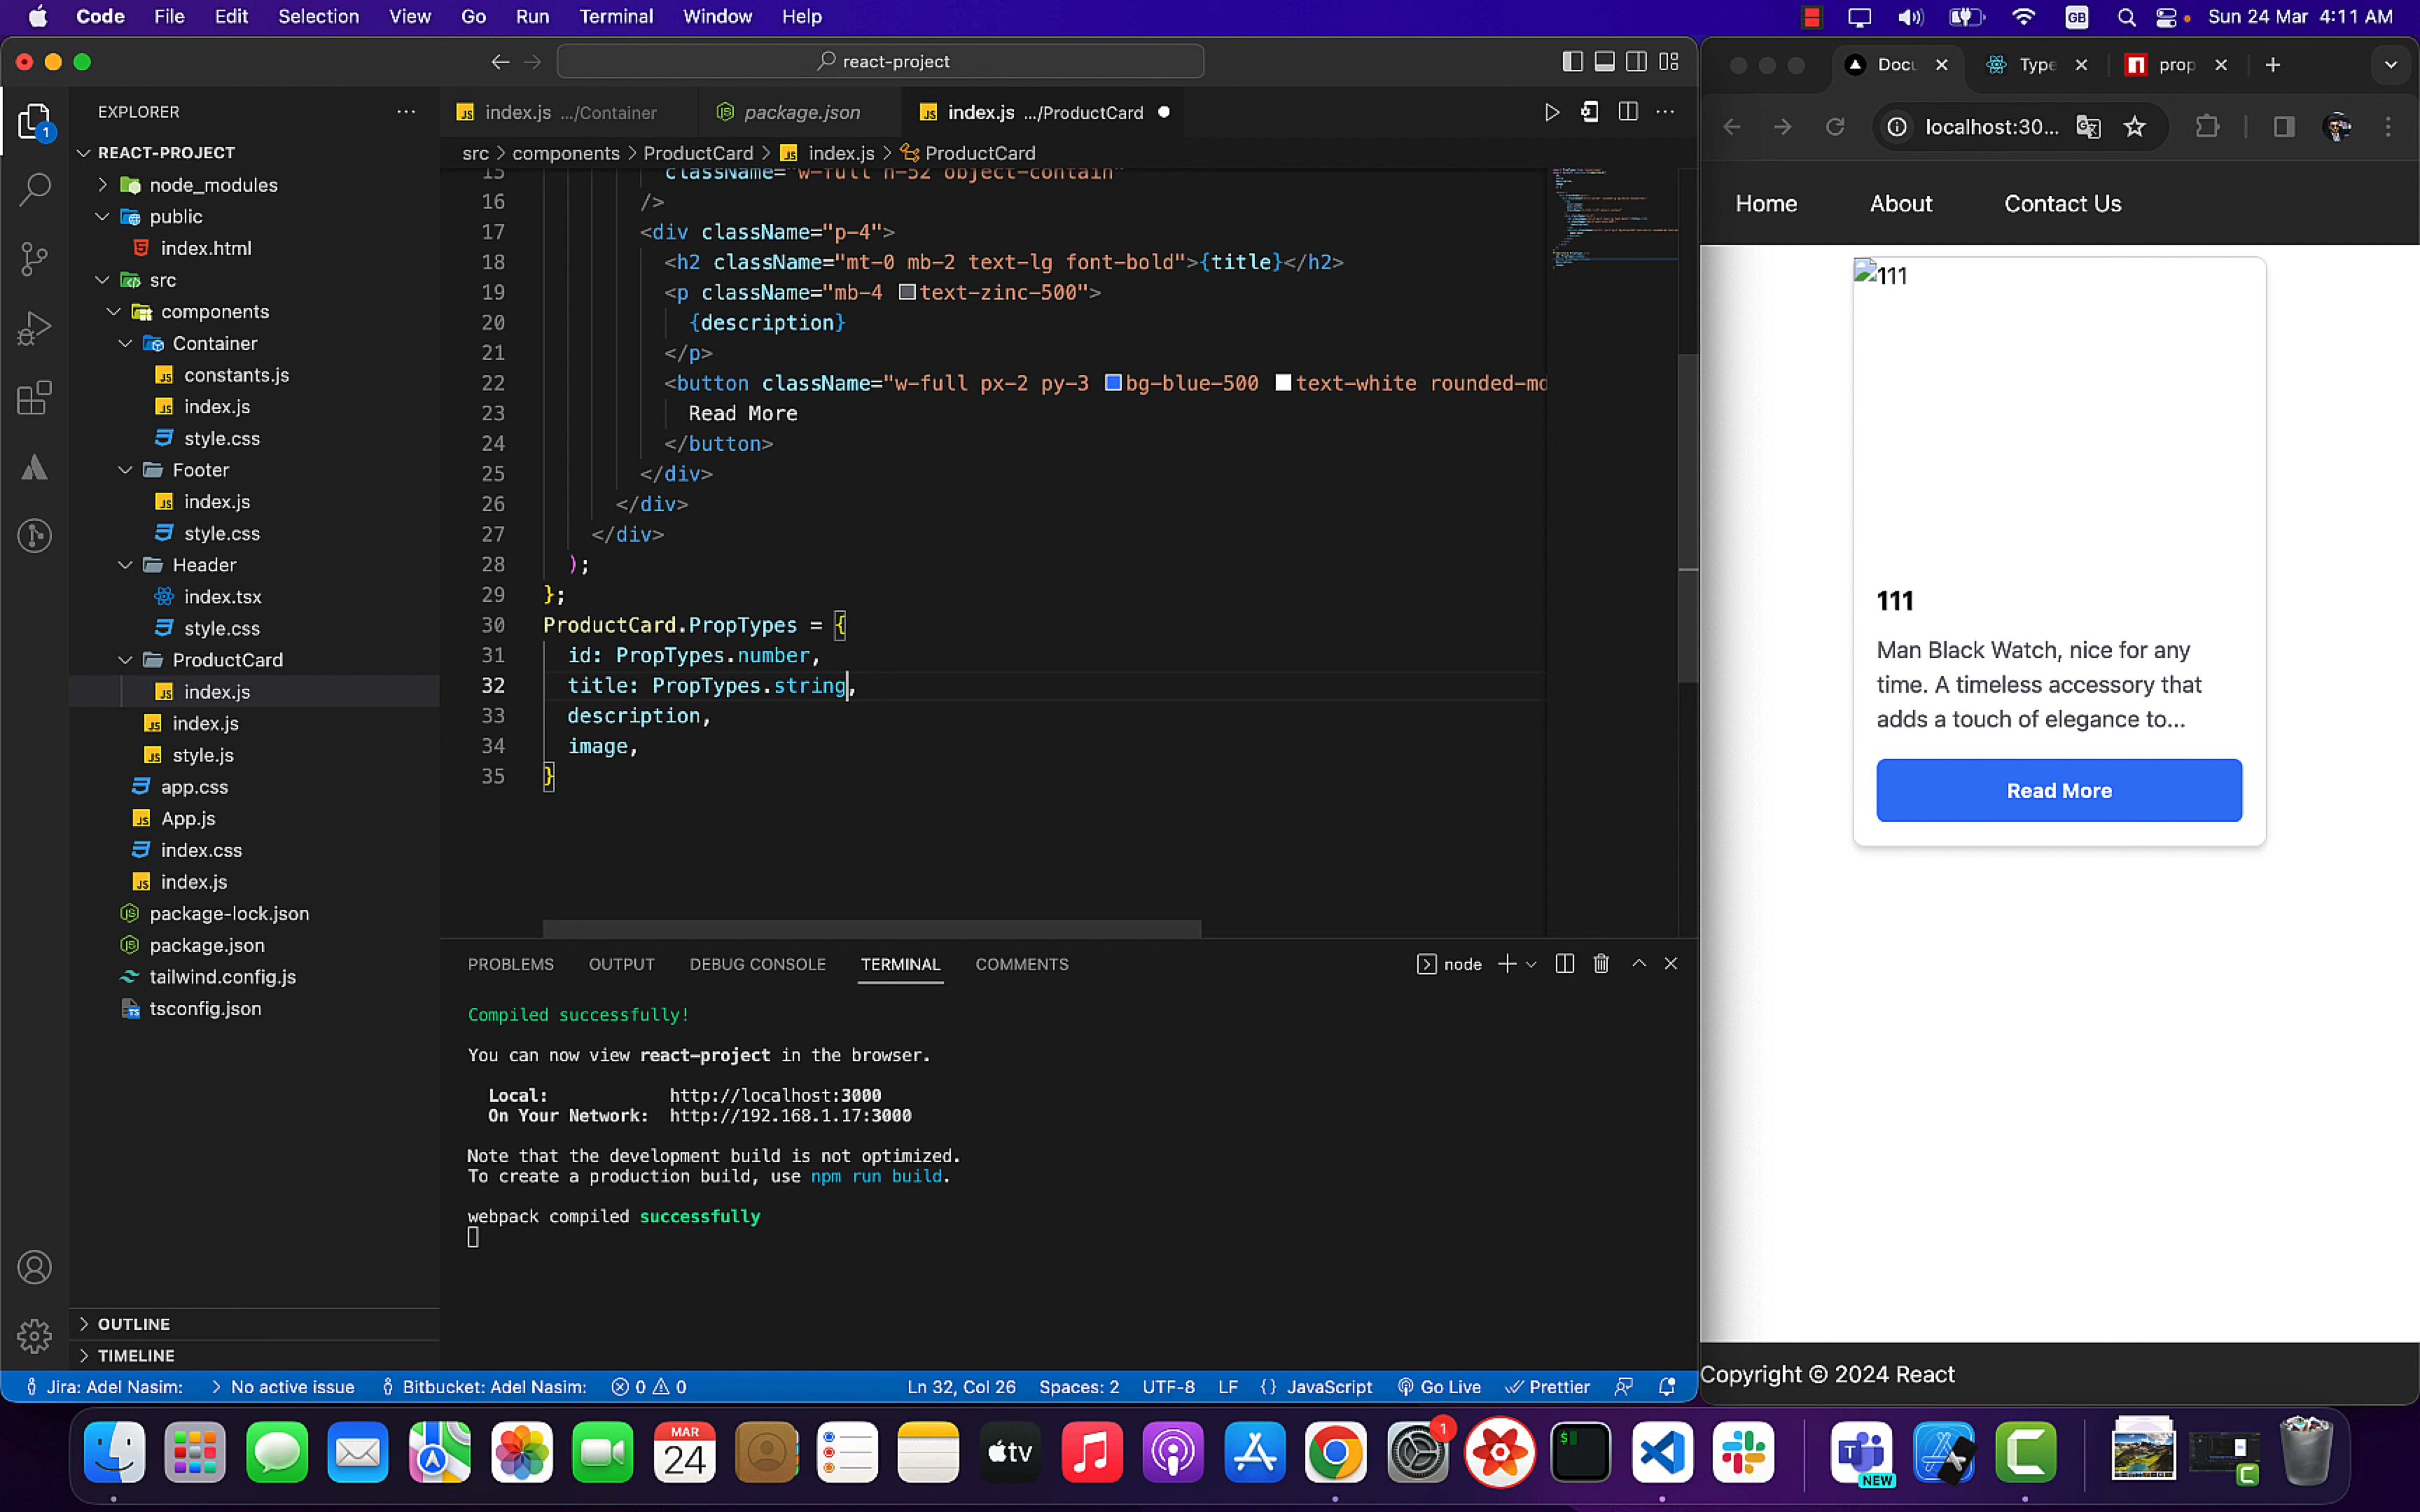 Code File Edit Selection View Go Run Terminal Window Help
GB Sun 24 Mar 4:11 AM
react-project
EXPLORER
REACT-PROJECT
node_modules
public
index.html
src
components
Container
constants.js
index.js
style.css
Footer
index.js
style.css
Header
index.tsx
style.css
ProductCard
index.js
index.js
style.js
app.css
App.js
index.css
index.js
package-lock.json
package.json
tailwind.config.js
tsconfig.json
OUTLINE
TIMELINE
index.js .../Container package.json index.js .../ProductCard
src > components > ProductCard > index.js > ProductCard
15 className="w-full h-52 object-contain"
16 />
17 <div className="p-4">
18 <h2 className="mt-0 mb-2 text-lg font-bold">{title}</h2>
19 <p className="mb-4 text-zinc-500">
20 {description}
21 </p>
22 <button className="w-full px-2 py-3 bg-blue-500 text-white rounded-md
23 Read More
24 </button>
25 </div>
26 </div>
27 </div>
28 );
29 };
30 ProductCard.PropTypes = {
31 id: PropTypes.number,
32 title: PropTypes.string,
33 description,
34 image,
35 }
PROBLEMS OUTPUT DEBUG CONSOLE TERMINAL COMMENTS
node
Compiled successfully!
You can now view react-project in the browser.
Local: http://localhost:3000
On Your Network: http://192.168.1.17:3000
Note that the development build is not optimized.
To create a production build, use npm run build.
webpack compiled successfully
Jira: Adel Nasim: > No active issue Bitbucket: Adel Nasim: 0 0 Ln 32, Col 26 Spaces: 2 UTF-8 LF {} JavaScript Go Live Prettier
Docu Type prop
localhost:30...
Home About Contact Us
111
111
Man Black Watch, nice for any
time. A timeless accessory that
adds a touch of elegance to...
Read More
Copyright © 2024 React
MAR
24
tv
1
NEW